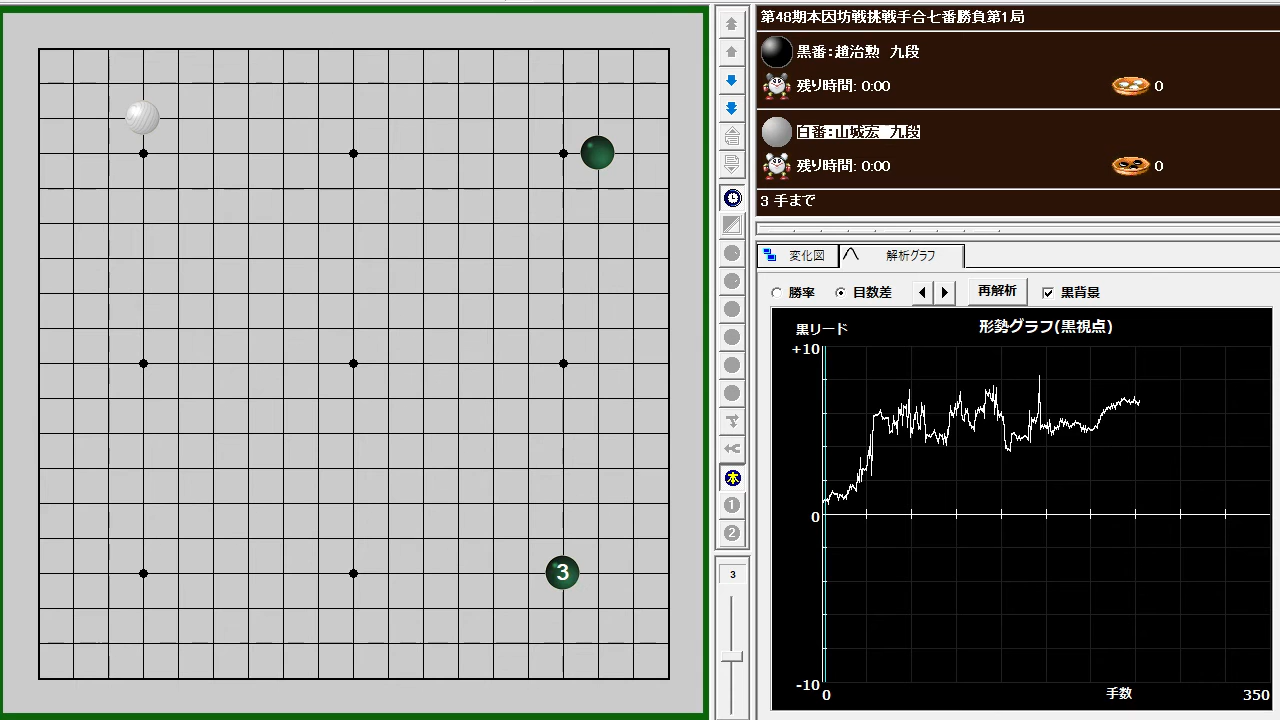 第48期本因坊戦挑戦手合七番勝負第1局
黒番:趙治勲 九段
残り時間: 0:00
0
白番:山城宏 九段
残り時間: 0:00
0
3 手まで
変化図
解析グラフ
勝率
目数差
再解析
黒背景
黒リード
形勢グラフ(黒視点)
+10
0
-10
0
手数
350
3
1
2
3